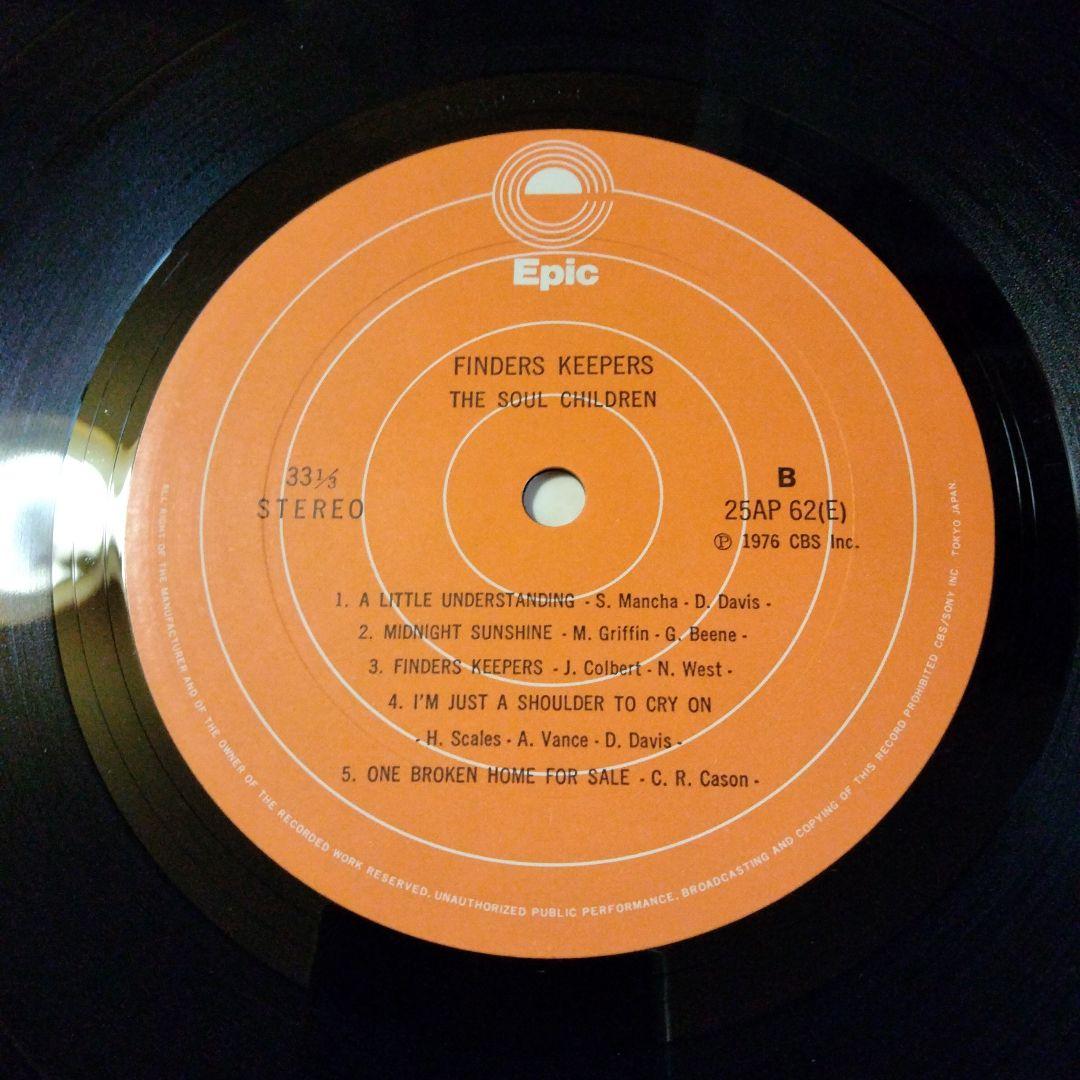 Epic
FINDERS KEEPERS
THE SOUL CHILDREN
33⅓
STEREO
B
25AP 62(E)
Ⓟ 1976 CBS Inc.
1. A LITTLE UNDERSTANDING - S. Mancha - D. Davis -
2. MIDNIGHT SUNSHINE - M. Griffin - G. Beene -
3. FINDERS KEEPERS - J. Colbert - N. West -
4. I'M JUST A SHOULDER TO CRY ON
- H. Scales - A. Vance - D. Davis -
5. ONE BROKEN HOME FOR SALE - C. R. Cason -
RIGHT OF THE MANUFACTURER AND OF THE OWNER OF THE RECORDED WORK RESERVED. UNAUTHORIZED PUBLIC PERFORMANCE. BROADCASTING AND COPYING OF THIS RECORD PROHIBITED CBS/SONY INC TOKYO JAPAN.